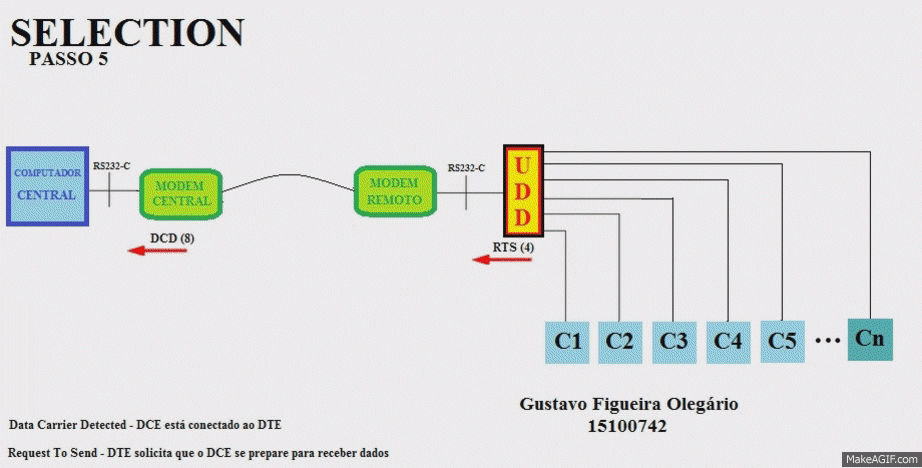 SELECTION
PASSO 5
COMPUTADOR
CENTRAL
RS232-C
MODEM
CENTRAL
DCD (8)
MODEM
REMOTO
RS232-C
U
D
D
RTS (4)
C1 C2 C3 C4 C5 ... Cn
Gustavo Figueira Olegário
15100742
Data Carrier Detected - DCE está conectado ao DTE
Request To Send - DTE solicita que o DCE se prepare para receber dados
MakeAGIF.com